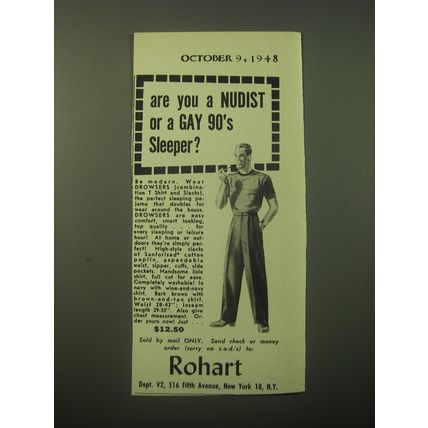 OCTOBER 9, 1948
are you a NUDIST
or a GAY 90's
Sleeper?
Be modern. Wear
DROWSERS (combina-
tion T Shirt and Slacks),
the perfect sleeping pa-
jama that doubles for
wear around the house.
DROWSERS are easy
comfort, smart looking,
top quality . . . for
every sleeping or leisure
hour! At home or out-
doors they're simply per-
fect! High-style slacks
of Sanforized* cotton
poplin, expandable
waist, zipper, cuffs, side
pockets. Handsome lisle
shirt, full cut for ease.
Completely washable! In
navy with wine-and-navy
shirt. Bark brown with
brown-and-tan shirt.
Waist 28-42"; Inseam
length 29-33". Also give
chest measurement. Or-
der yours now! Just . . .
$12.50
Sold by mail ONLY. Send check or money
order (sorry no c.o.d.'s) to:
Rohart
Dept. V2, 516 Fifth Avenue, New York 18, N.Y.